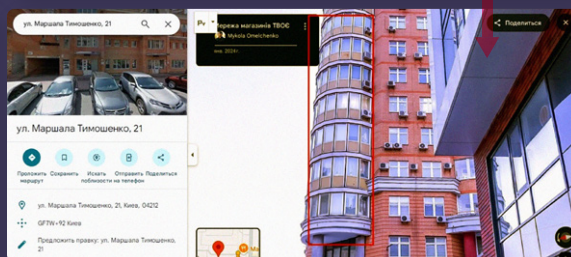 ул. Маршала Тимошенко, 21
ул. Маршала Тимошенко, 21
Проложить маршрут
Сохранить
Искать поблизости
Отправить на телефон
Поделиться
ул. Маршала Тимошенко, 21, Киев, 04212
GF7W+92 Киев
Предложить правку: ул. Маршала Тимошенко,
21
Мережа магазинів ТВОЄ
Mykola Omelchenko
янв. 2024г.
Поделиться